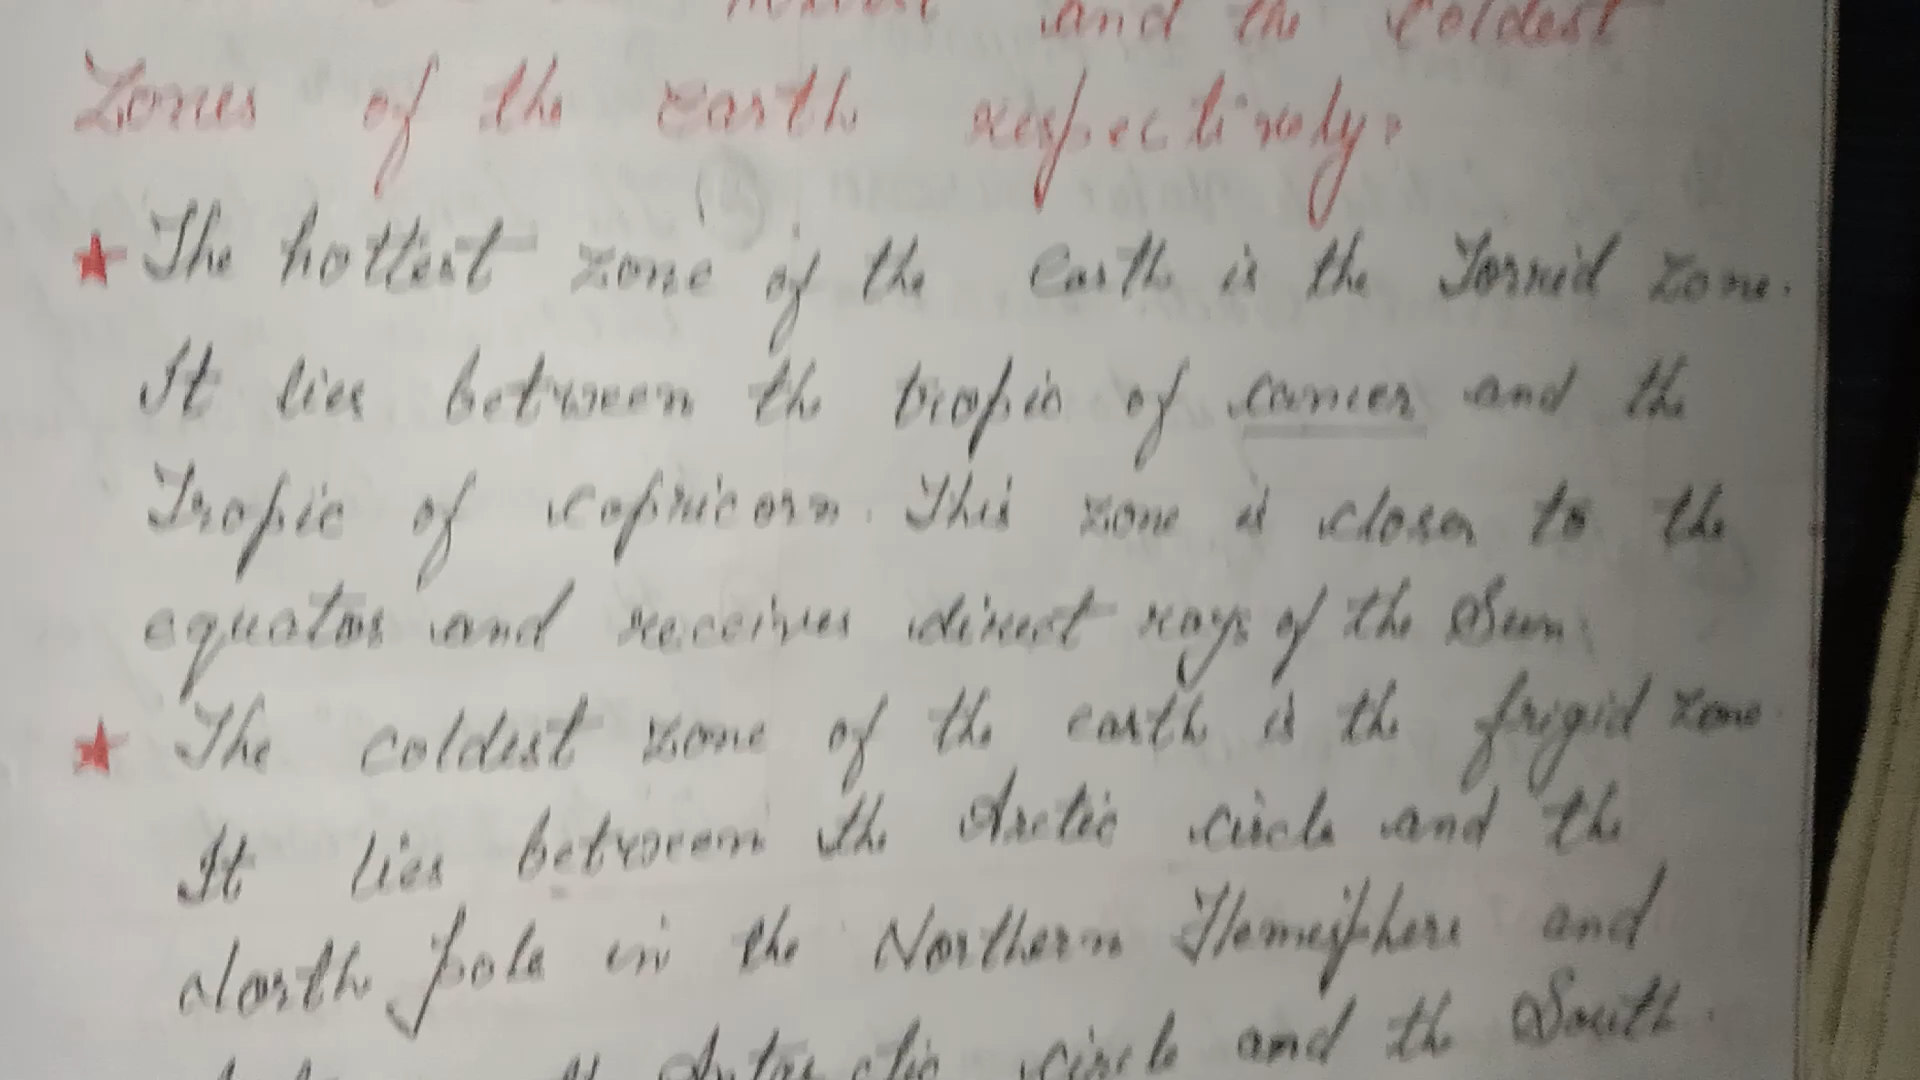 and the coldest
Zones of the earth respectively?
★ The hottest zone of the Earth is the Torrid Zone.
It lies between the tropic of cancer and the
Tropic of capricorn. This zone is closer to the
equator and receives direct rays of the Sun.
★ The coldest zone of the earth is the frigid zone.
It lies between the Arctic circle and the
North pole in the Northern Hemisphere and
Antarctic circle and the South